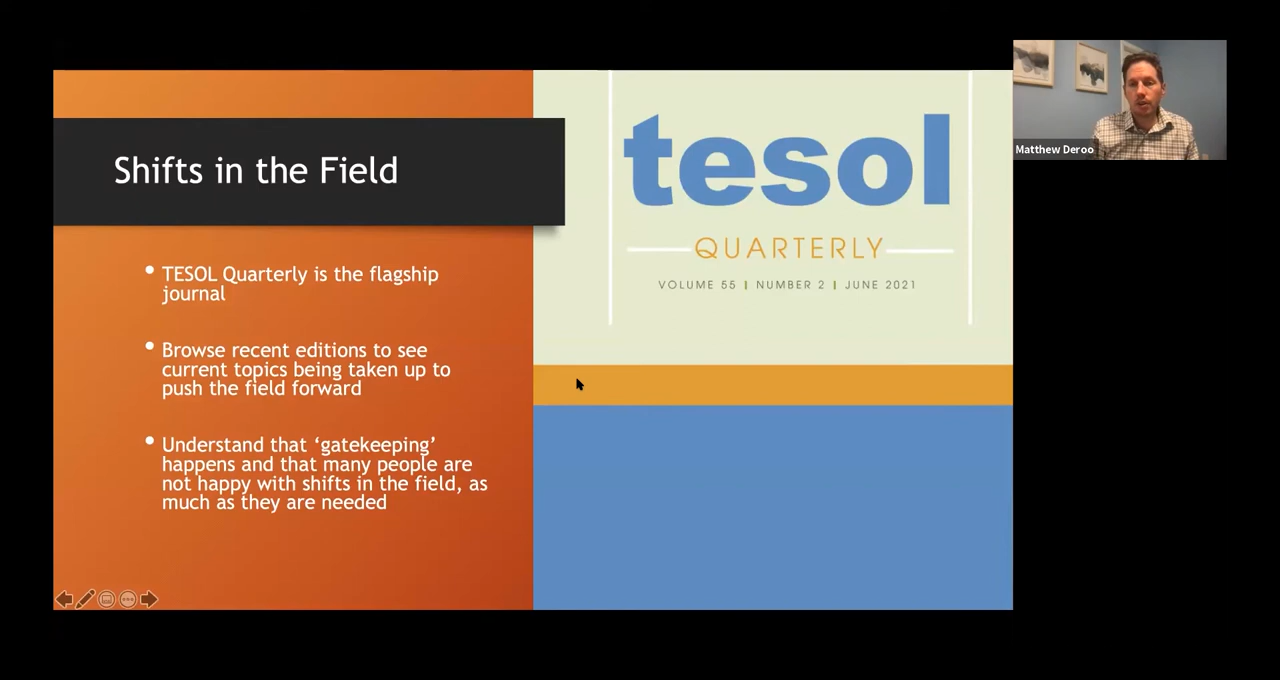 Shifts in the Field
• TESOL Quarterly is the flagship
journal
• Browse recent editions to see
current topics being taken up to
push the field forward
• Understand that ‘gatekeeping’
happens and that many people are
not happy with shifts in the field, as
much as they are needed
tesol
QUARTERLY
VOLUME 55 | NUMBER 2 | JUNE 2021
Matthew Deroo